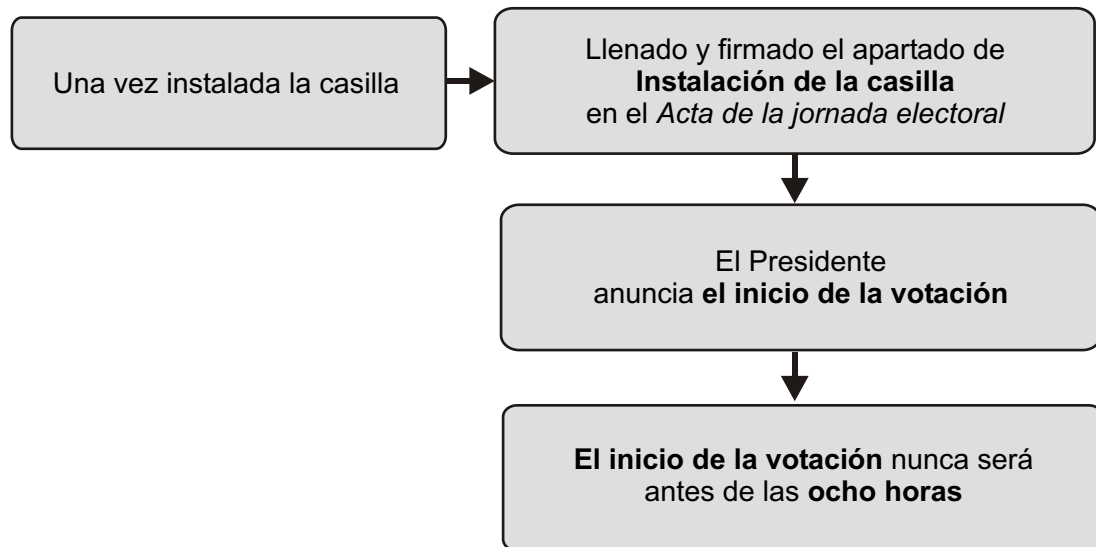 Una vez instalada la casilla
Llenado y firmado el apartado de
Instalación de la casilla
en el Acta de la jornada electoral
El Presidente
anuncia el inicio de la votación
El inicio de la votación nunca será
antes de las ocho horas